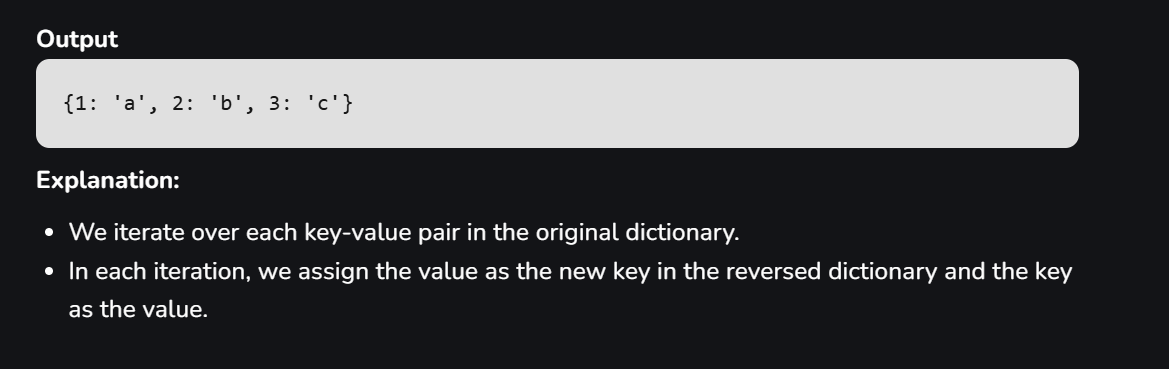 Output
{1: 'a', 2: 'b', 3: 'c'}
Explanation:
• We iterate over each key-value pair in the original dictionary.
• In each iteration, we assign the value as the new key in the reversed dictionary and the key
as the value.